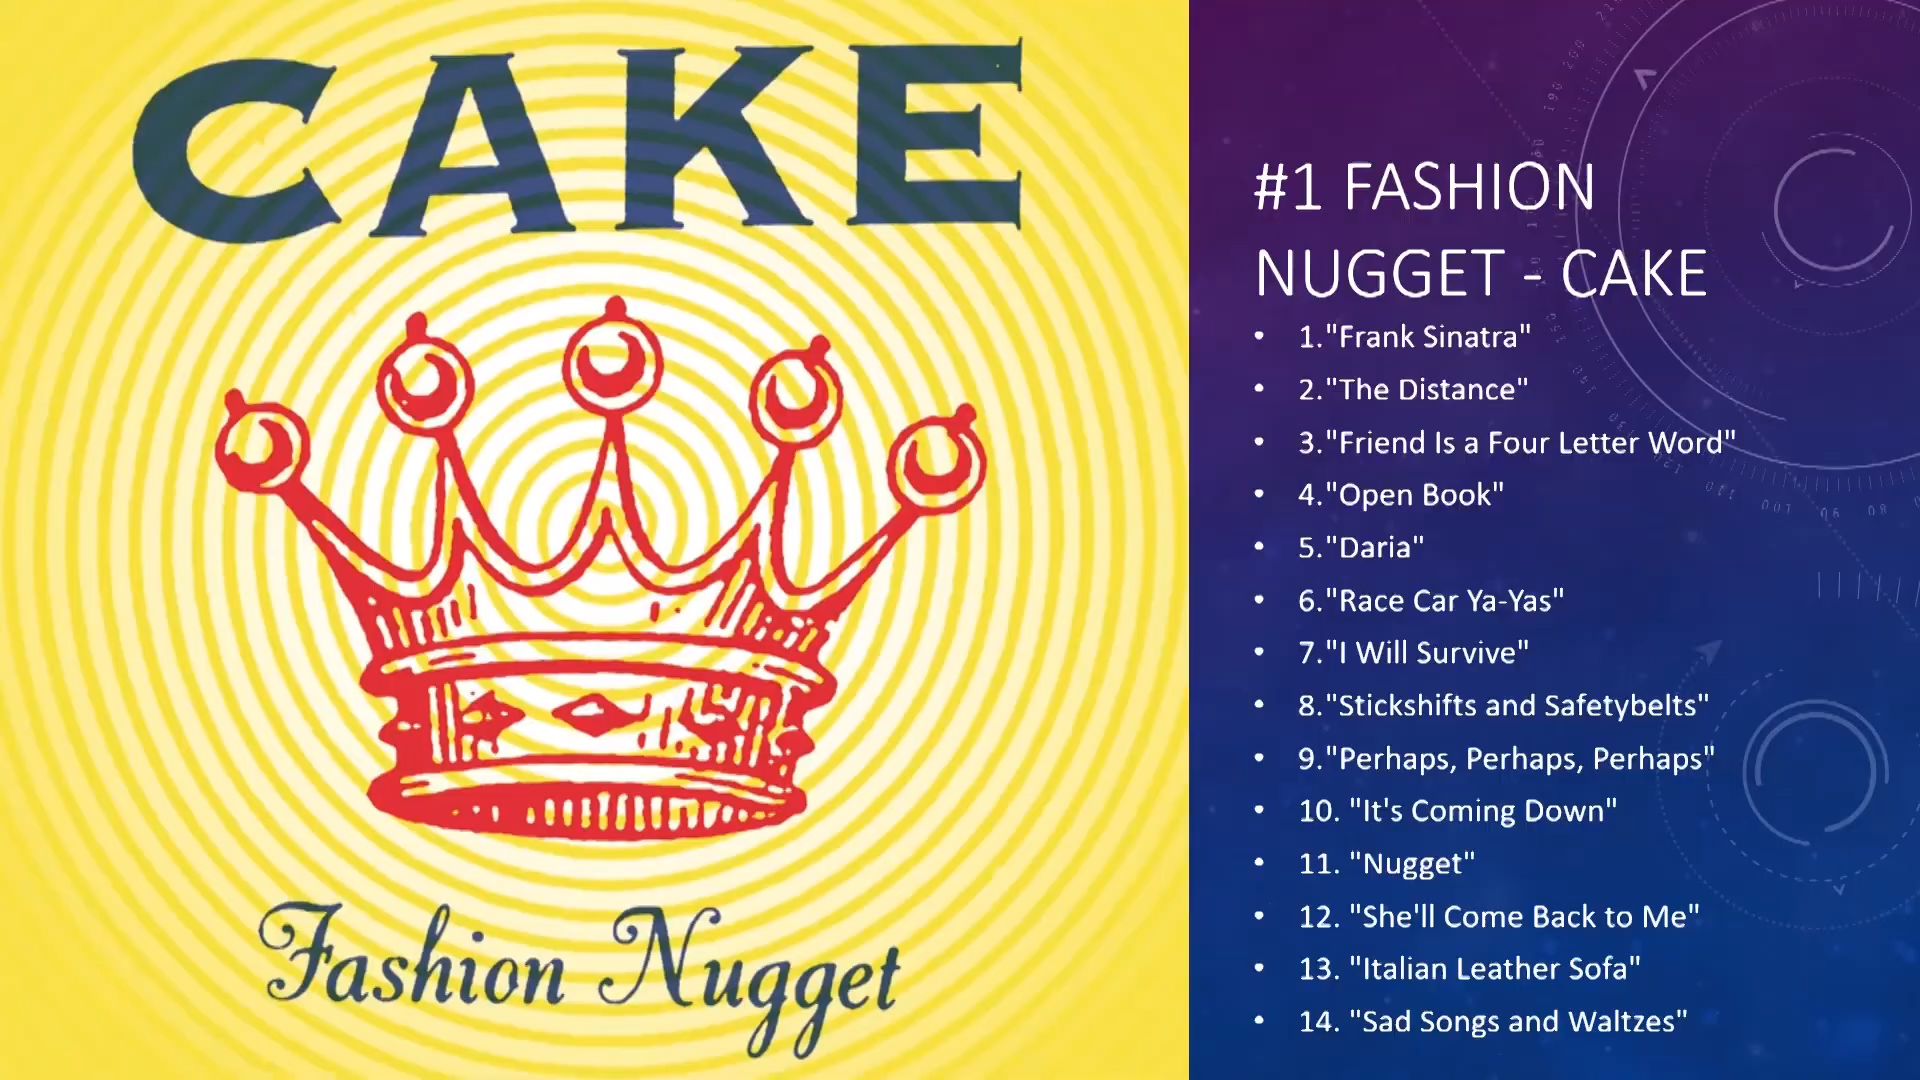 CAKE
Fashion Nugget
#1 FASHION
NUGGET - CAKE
• 1."Frank Sinatra"
• 2."The Distance"
• 3."Friend Is a Four Letter Word"
• 4."Open Book"
• 5."Daria"
• 6."Race Car Ya-Yas"
• 7."I Will Survive"
• 8."Stickshifts and Safetybelts"
• 9."Perhaps, Perhaps, Perhaps"
• 10. "It's Coming Down"
• 11. "Nugget"
• 12. "She'll Come Back to Me"
• 13. "Italian Leather Sofa"
• 14. "Sad Songs and Waltzes"